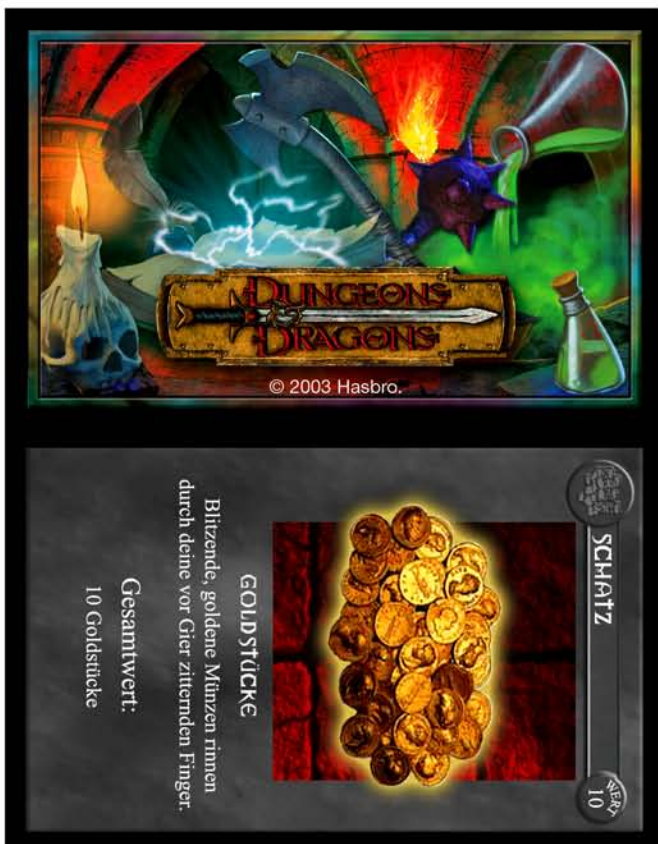 DUNGEONS
DRAGONS
© 2003 Hasbro.
SCHATZ
WERT
10
GOLDSTÜCKE
Blitzende, goldene Münzen rinnen
durch deine vor Gier zitternden Finger.
Gesamtwert:
10 Goldstücke